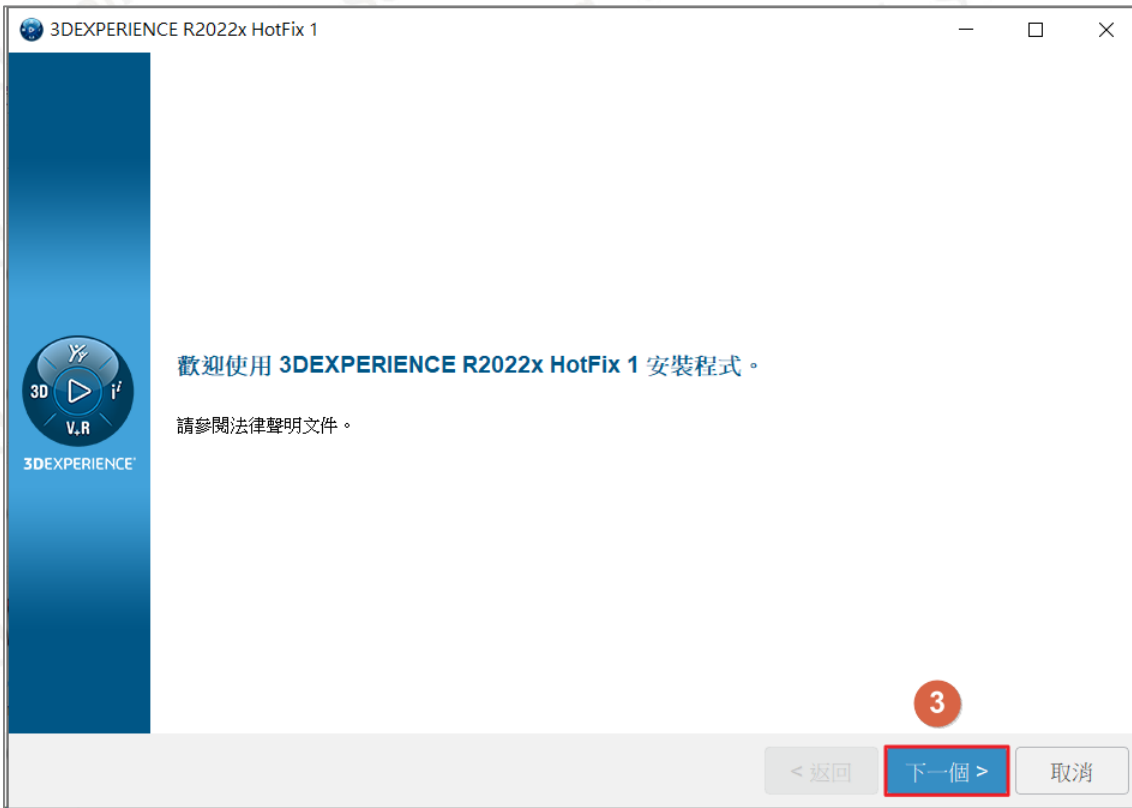 3DEXPERIENCE R2022x HotFix 1
歡迎使用 3DEXPERIENCE R2022x HotFix 1 安裝程式。
請參閱法律聲明文件。
3D
i
V+R
3DEXPERIENCE
3
< 返回
下一個 >
取消